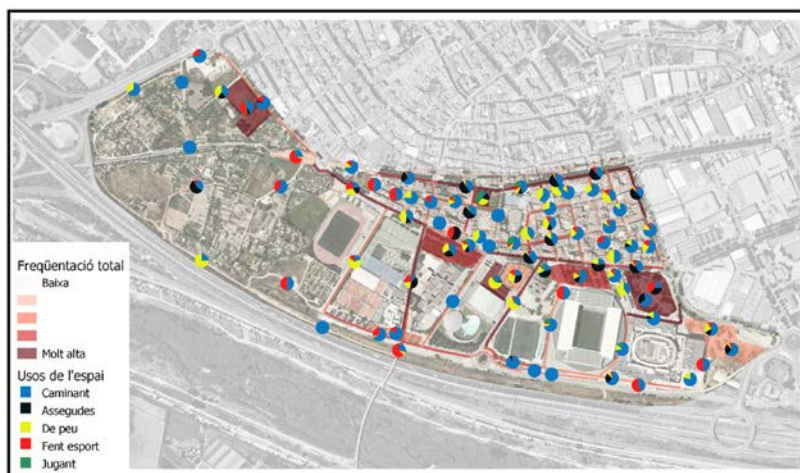 Freqüentació total
Baixa
Molt alta
Usos de l'espai
Caminant
Assegudes
De peu
Fent esport
Jugant